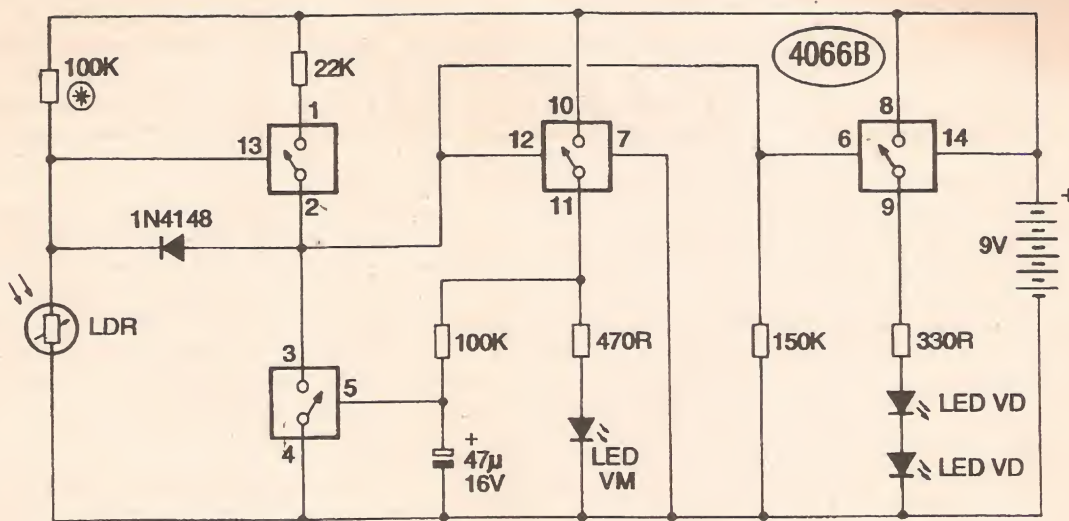 100K
22K
4066B
1
13
2
10
12
7
11
8
6
14
9
1N4148
+
9V
LDR
3
5
4
100K
470R
150K
330R
+
47µ
16V
LED
VM
LED VD
LED VD